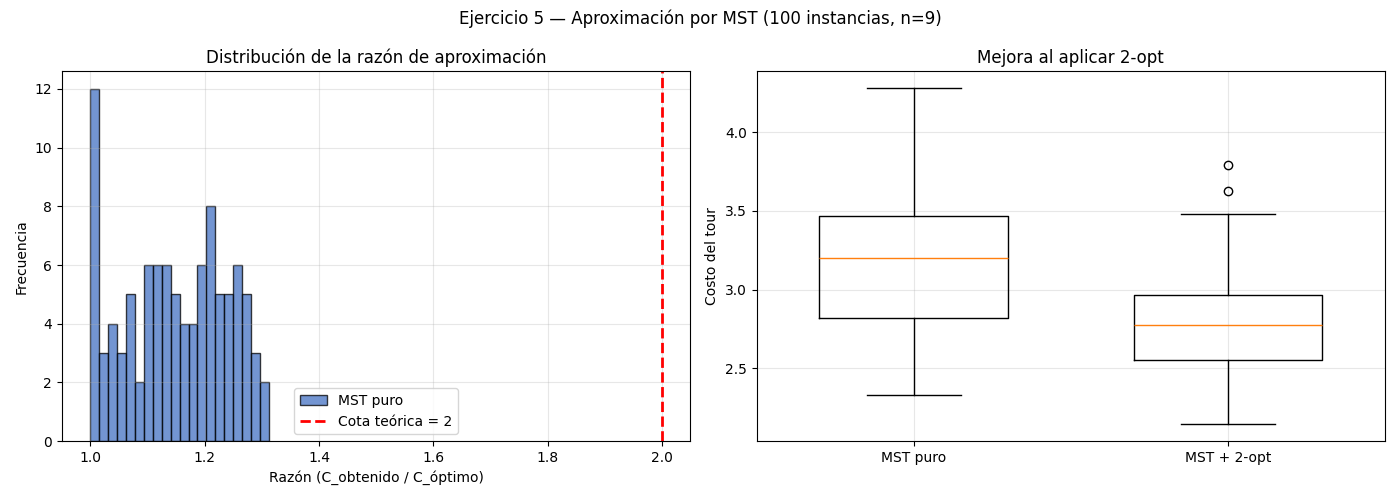 Ejercicio 5 — Aproximación por MST (100 instancias, n=9)
Distribución de la razón de aproximación
Frecuencia
12
10
8
6
4
2
0
1.0
1.2
1.4
1.6
1.8
2.0
MST puro
Cota teórica = 2
Razón (C_obtenido / C_óptimo)
Mejora al aplicar 2-opt
Costo del tour
4.0
3.5
3.0
2.5
MST puro
MST + 2-opt